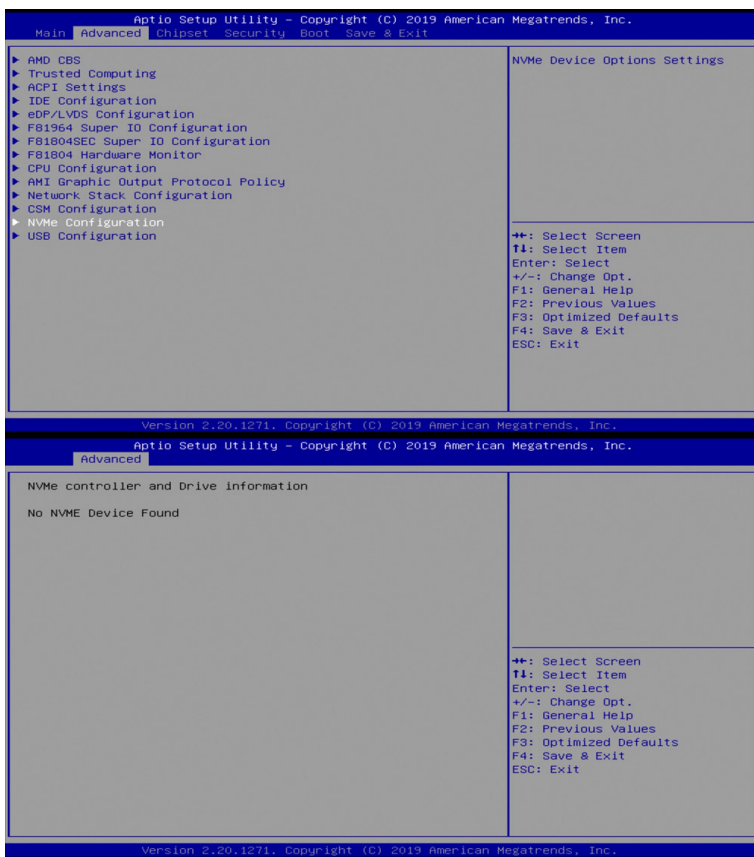 Aptio Setup Utility – Copyright (C) 2019 American Megatrends, Inc.
Main Advanced Chipset Security Boot Save & Exit
▶ AMD CBS
▶ Trusted Computing
▶ ACPI Settings
▶ IDE Configuration
▶ eDP/LVDS Configuration
▶ F81964 Super IO Configuration
▶ F81804SEC Super IO Configuration
▶ F81804 Hardware Monitor
▶ CPU Configuration
▶ AMI Graphic Output Protocol Policy
▶ Network Stack Configuration
▶ CSM Configuration
▶ NVMe Configuration
▶ USB Configuration
NVMe Device Options Settings
→←: Select Screen
↑↓: Select Item
Enter: Select
+/-: Change Opt.
F1: General Help
F2: Previous Values
F3: Optimized Defaults
F4: Save & Exit
ESC: Exit
Version 2.20.1271. Copyright (C) 2019 American Megatrends, Inc.
Aptio Setup Utility – Copyright (C) 2019 American Megatrends, Inc.
Advanced
NVMe controller and Drive information
No NVME Device Found
→←: Select Screen
↑↓: Select Item
Enter: Select
+/-: Change Opt.
F1: General Help
F2: Previous Values
F3: Optimized Defaults
F4: Save & Exit
ESC: Exit
Version 2.20.1271. Copyright (C) 2019 American Megatrends, Inc.